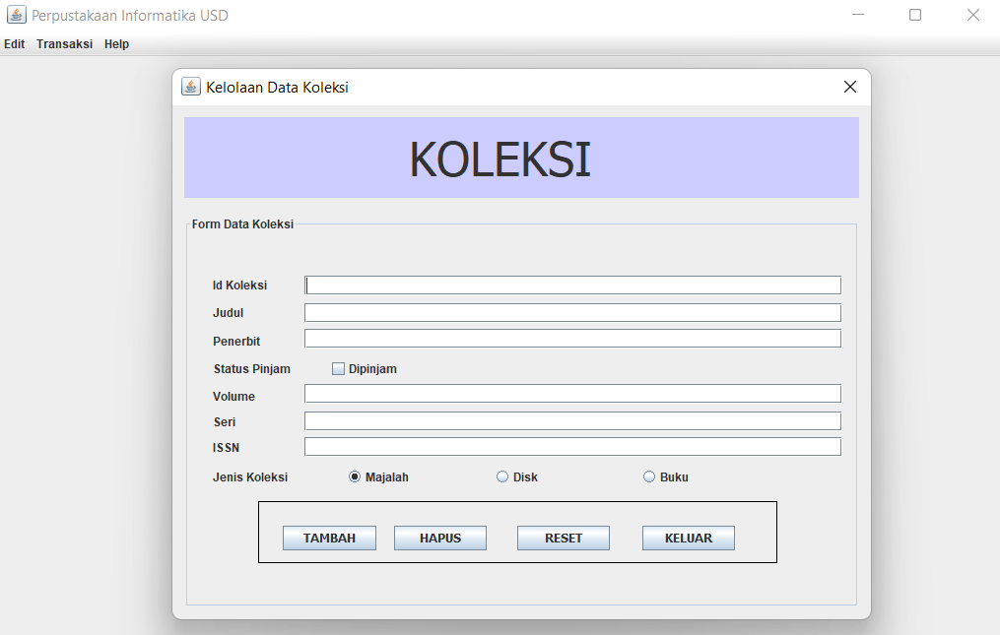 Perpustakaan Informatika USD
Edit Transaksi Help
Kelolaan Data Koleksi
KOLEKSI
Form Data Koleksi
Id Koleksi
Judul
Penerbit
Status Pinjam Dipinjam
Volume
Seri
ISSN
Jenis Koleksi Majalah Disk Buku
TAMBAH HAPUS RESET KELUAR